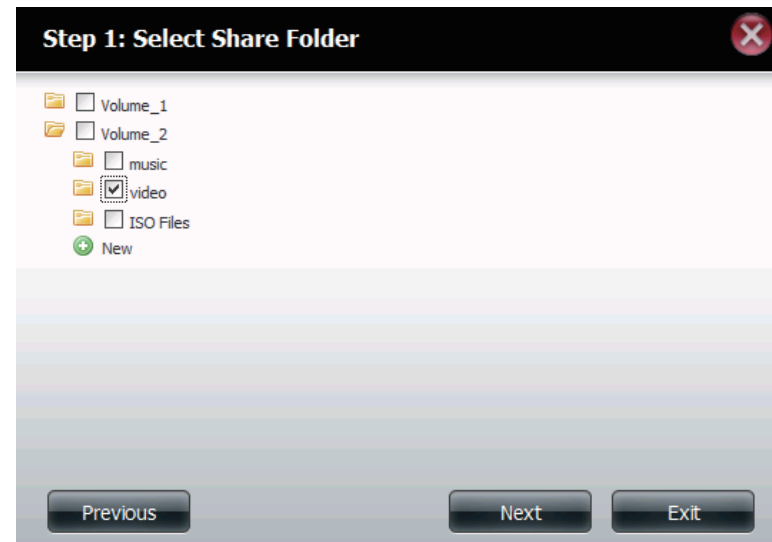 Step 1: Select Share Folder
Volume_1
Volume_2
music
video
ISO Files
New
Previous Next Exit